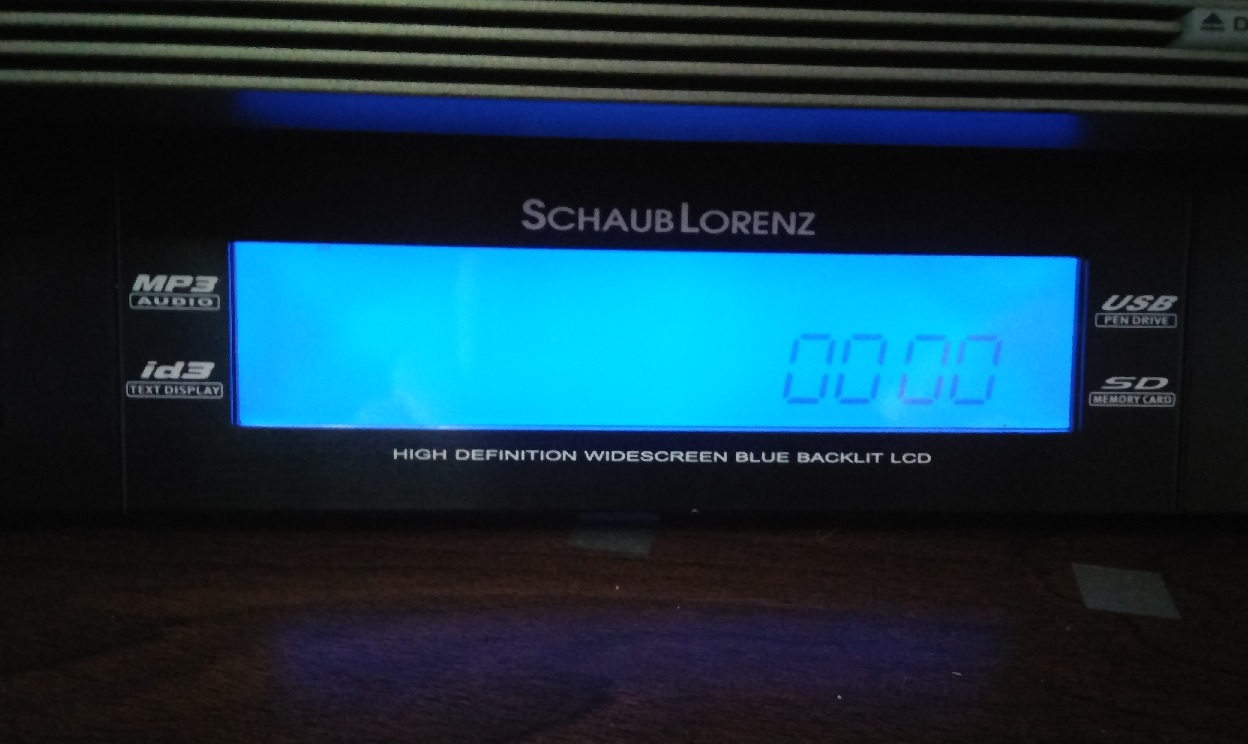 SCHAUB LORENZ
MP3
AUDIO
id3
TEXT DISPLAY
00 00
USB
PEN DRIVE
SD
MEMORY CARD
HIGH DEFINITION WIDESCREEN BLUE BACKLIT LCD